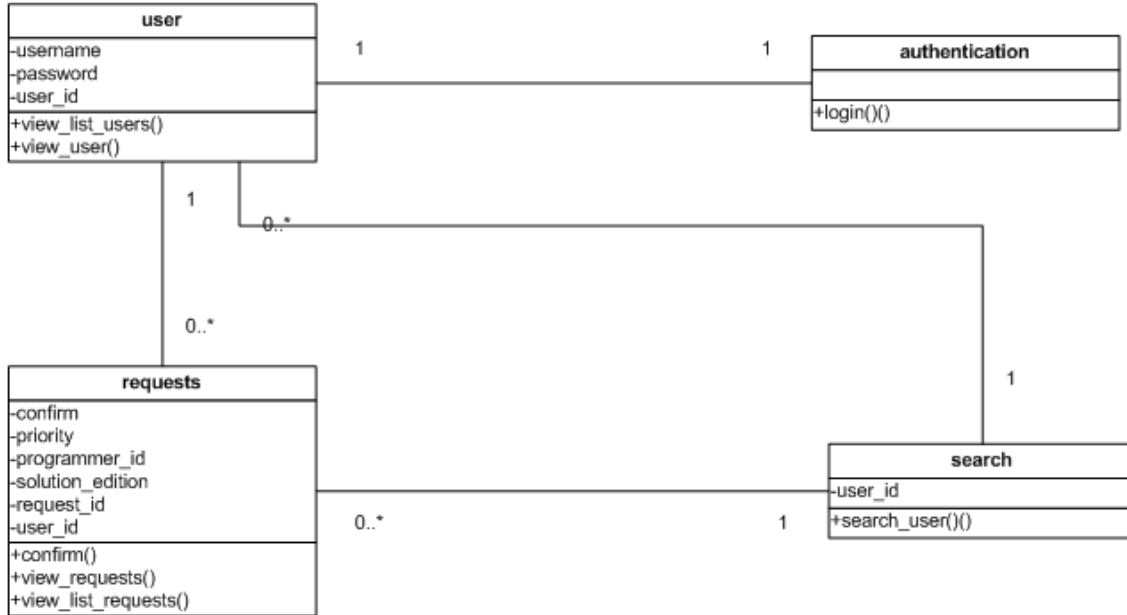 user
-username
-password
-user_id
+view_list_users()
+view_user()
1
1
authentication
+login()()
1
0..*
0..*
1
requests
-confirm
-priority
-programmer_id
-solution_edition
-request_id
-user_id
+confirm()
+view_requests()
+view_list_requests()
0..*
1
search
-user_id
+search_user()()